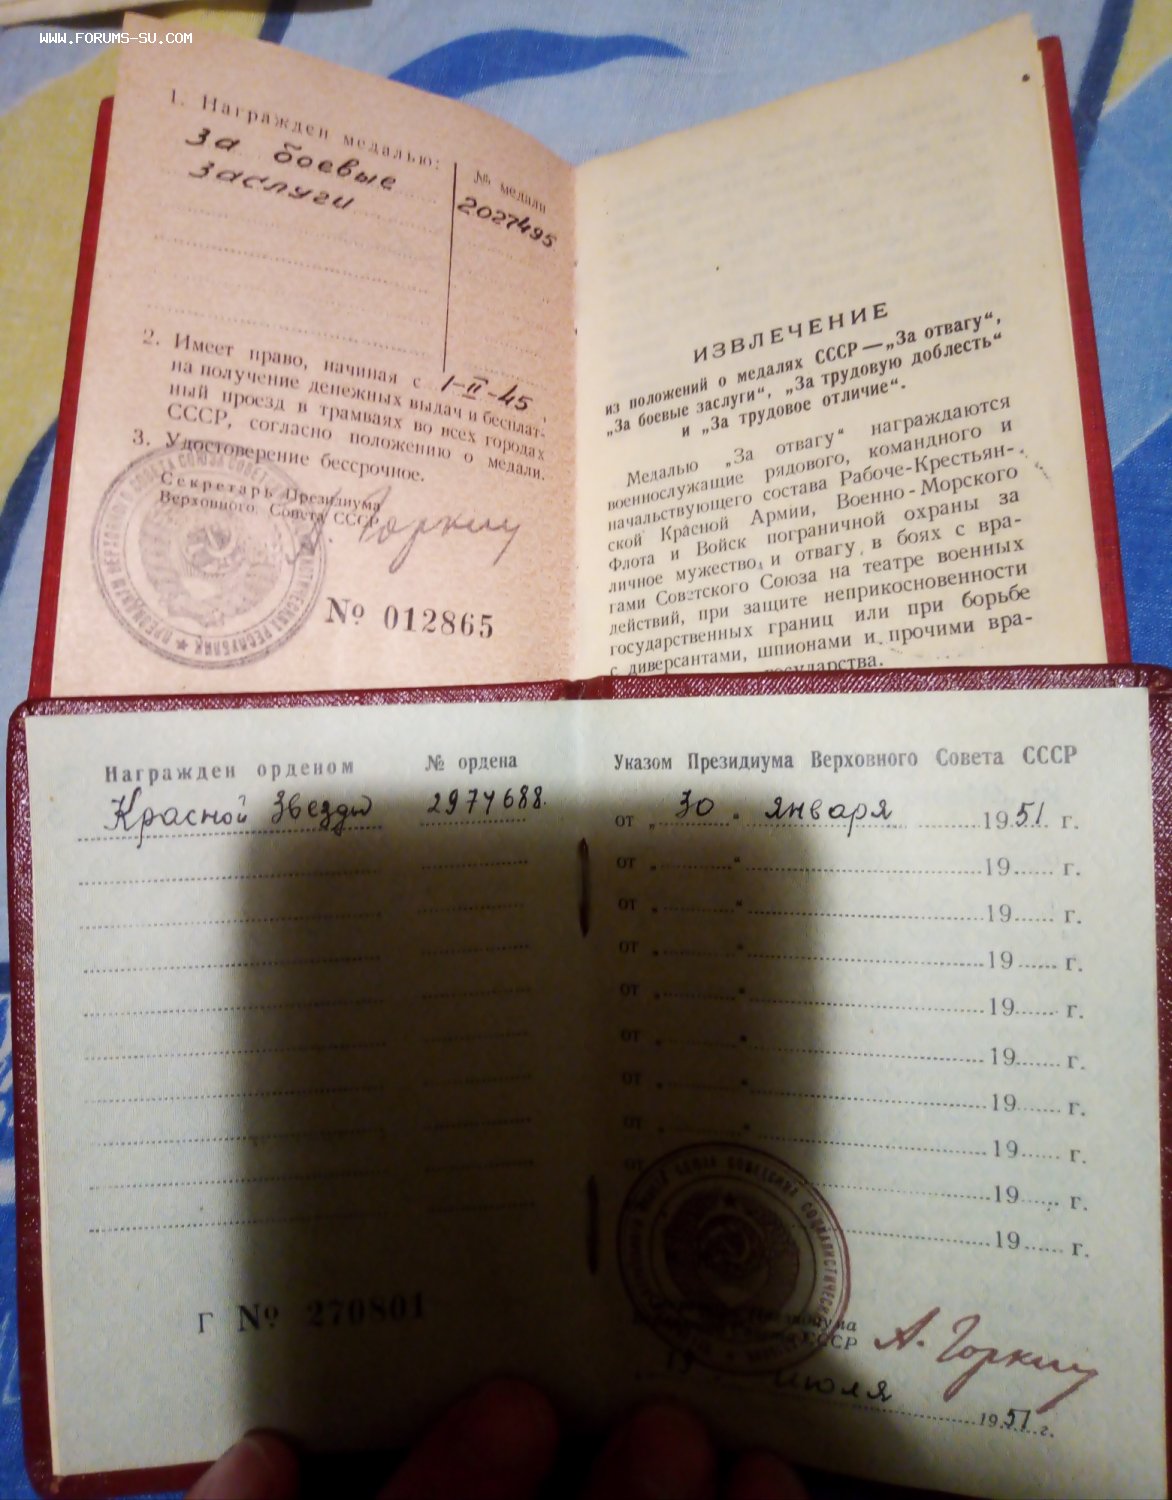 WWW.FORUMS-SU.COM
1. Награжден медалью:
№ медали
За боевые
заслуги
2027495
2. Имеет право, начиная с 1-II-45,
на получение денежных выдач и бесплат-
ный проезд в трамваях во всех городах
СССР, согласно положению о медали.
3. Удостоверение бессрочное.
Секретарь Президиума
Верховного Совета СССР
А. Горкин
№ 012865
ИЗВЛЕЧЕНИЕ
из положений о медалях СССР—„За отвагу“,
„За боевые заслуги“, „За трудовую доблесть“
и „За трудовое отличие“.
Медалью „За отвагу“ награждаются
военнослужащие рядового, командного и
начальствующего состава Рабоче-Крестьян-
ской Красной Армии, Военно-Морского
Флота и Войск пограничной охраны за
личное мужество и отвагу в боях с вра-
гами Советского Союза на театре военных
действий, при защите неприкосновенности
государственных границ или при борьбе
с диверсантами, шпионами и прочими вра-
государства.
Награжден орденом № ордена
Красной Звезды 2974688.
Указом Президиума Верховного Совета СССР
от „30“ января 1951 г.
от „ “ 19 г.
от „ “ 19 г.
от „ “ 19 г.
от „ “ 19 г.
от „ “ 19 г.
от „ “ 19 г.
от „ “ 19 г.
от 19 г.
19 г.
Г № 270801
Президиума
СССР
А. Горкин
19 июля 1951 г.